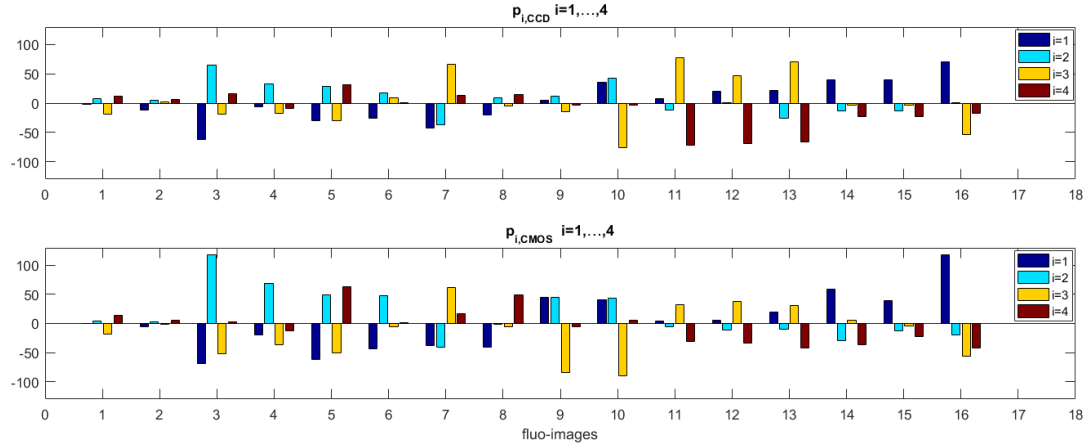 p i,CCD i=1,...,4
100
50
0
-50
-100
0 1 2 3 4 5 6 7 8 9 10 11 12 13 14 15 16 17 18
i=1
i=2
i=3
i=4
p i,CMOS i=1,...,4
100
50
0
-50
-100
0 1 2 3 4 5 6 7 8 9 10 11 12 13 14 15 16 17 18
fluo-images
i=1
i=2
i=3
i=4